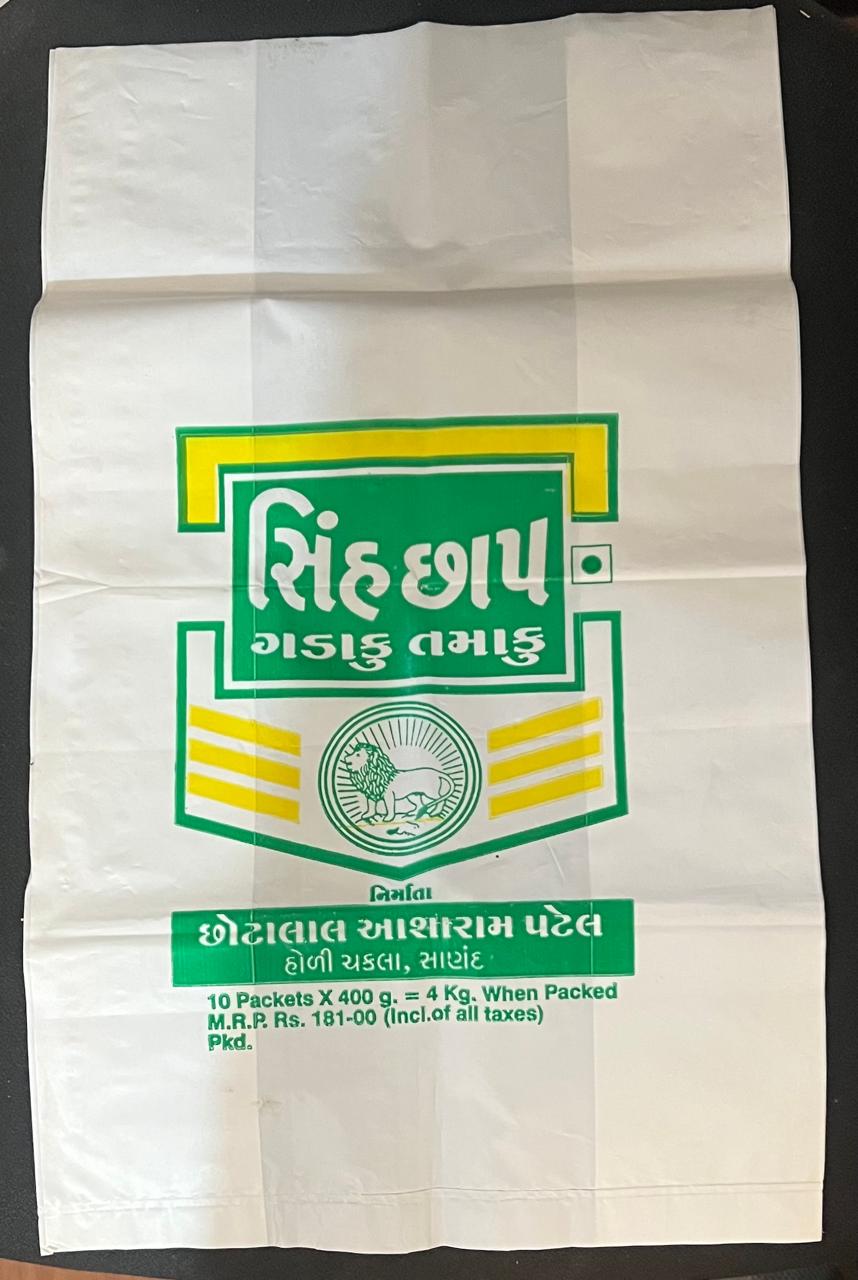 સિંહ છાપ
ગડાકુ તમાકુ
નિર્માતા
છોટાલાલ આશારામ પટેલ
હોળી ચકલા, સાણંદ
10 Packets X 400 g. = 4 Kg. When Packed
M.R.P. Rs. 181-00 (Incl.of all taxes)
Pkd.